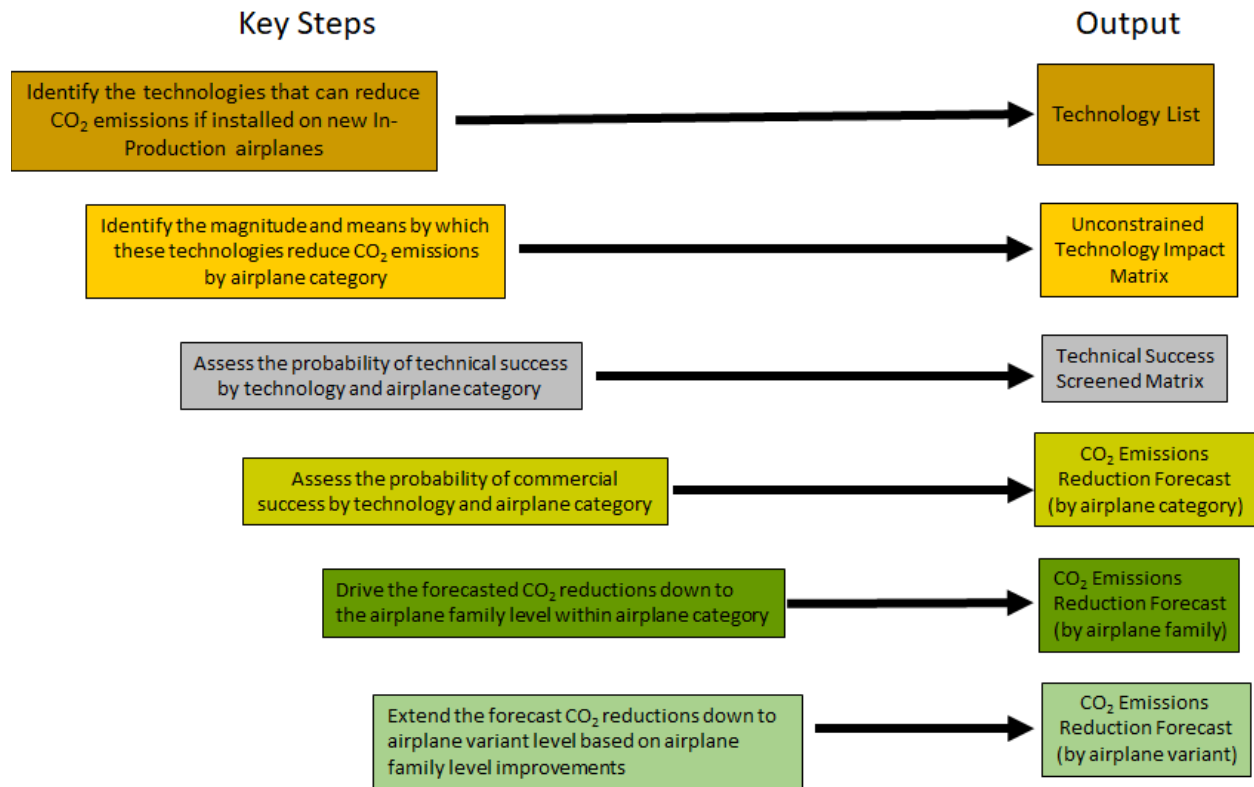 Key Steps
Output
Identify the technologies that can reduce
CO₂ emissions if installed on new In-
Production airplanes
Technology List
Identify the magnitude and means by which
these technologies reduce CO₂ emissions
by airplane category
Unconstrained
Technology Impact
Matrix
Assess the probability of technical success
by technology and airplane category
Technical Success
Screened Matrix
Assess the probability of commercial
success by technology and airplane category
CO₂ Emissions
Reduction Forecast
(by airplane category)
Drive the forecasted CO₂ reductions down to
the airplane family level within airplane category
CO₂ Emissions
Reduction Forecast
(by airplane family)
Extend the forecast CO₂ reductions down to
airplane variant level based on airplane
family level improvements
CO₂ Emissions
Reduction Forecast
(by airplane variant)